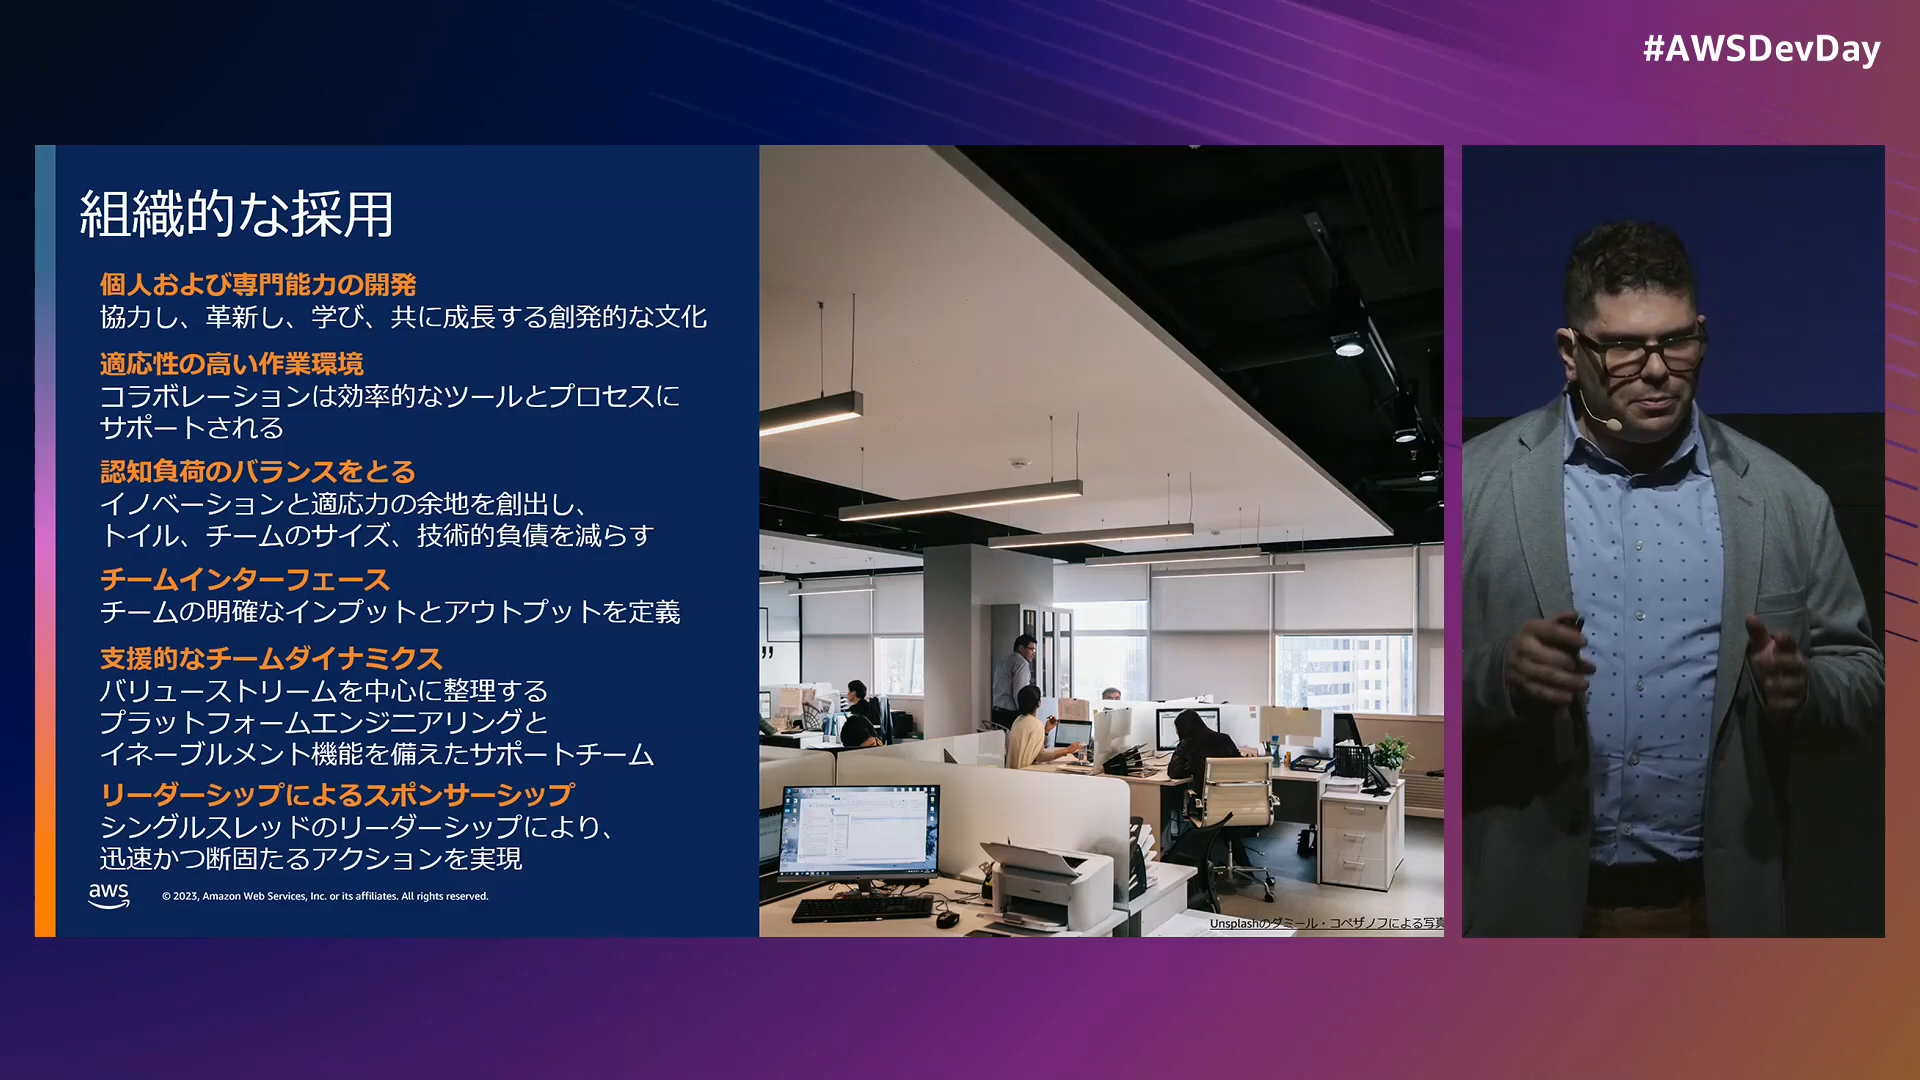 #AWSDevDay
組織的な採用
個人および専門能力の開発
協力し、革新し、学び、共に成長する創発的な文化
適応性の高い作業環境
コラボレーションは効率的なツールとプロセスに
サポートされる
認知負荷のバランスをとる
イノベーションと適応力の余地を創出し、
トイル、チームのサイズ、技術的負債を減らす
チームインターフェース
チームの明確なインプットとアウトプットを定義
支援的なチームダイナミクス
バリューストリームを中心に整理する
プラットフォームエンジニアリングと
イネーブルメント機能を備えたサポートチーム
リーダーシップによるスポンサーシップ
シングルスレッドのリーダーシップにより、
迅速かつ断固たるアクションを実現
aws
© 2023, Amazon Web Services, Inc. or its affiliates. All rights reserved.
Unsplashのダミール・コペザノフによる写真